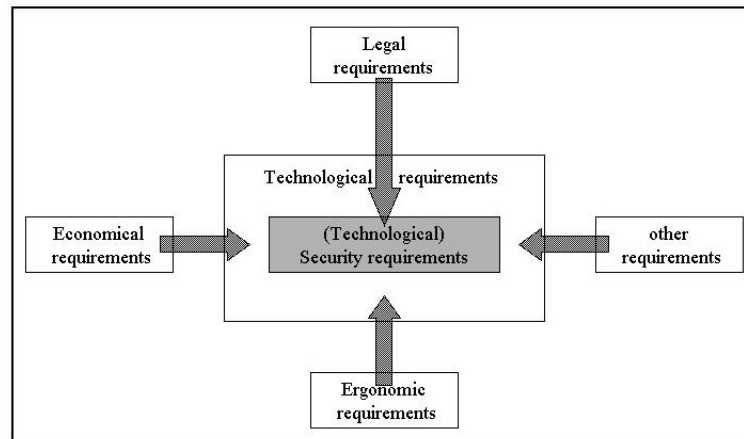 Legal
requirements
Technological requirements
Economical
requirements
(Technological)
Security requirements
other
requirements
Ergonomic
requirements